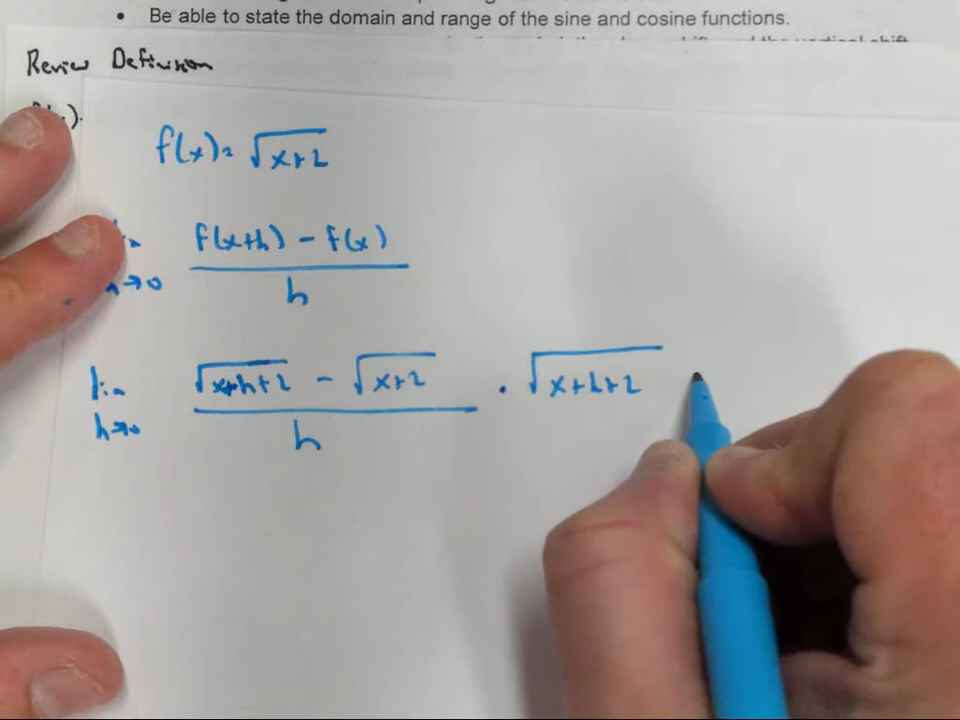 • Be able to state the domain and range of the sine and cosine functions.
Review Definition
f(x) = √(x+2)
f(x+h) - f(x)
h→0
h
lim √(x+h+2) - √(x+2) · √(x+h+2)
h→0 h